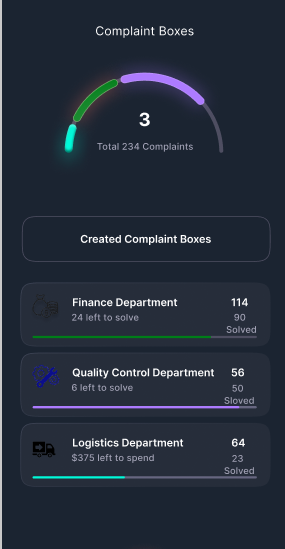 Complaint Boxes
3
Total 234 Complaints
Created Complaint Boxes
Finance Department 114
24 left to solve 90
Solved
Quality Control Department 56
6 left to solve 50
Sloved
Logistics Department 64
$375 left to spend 23
Solved